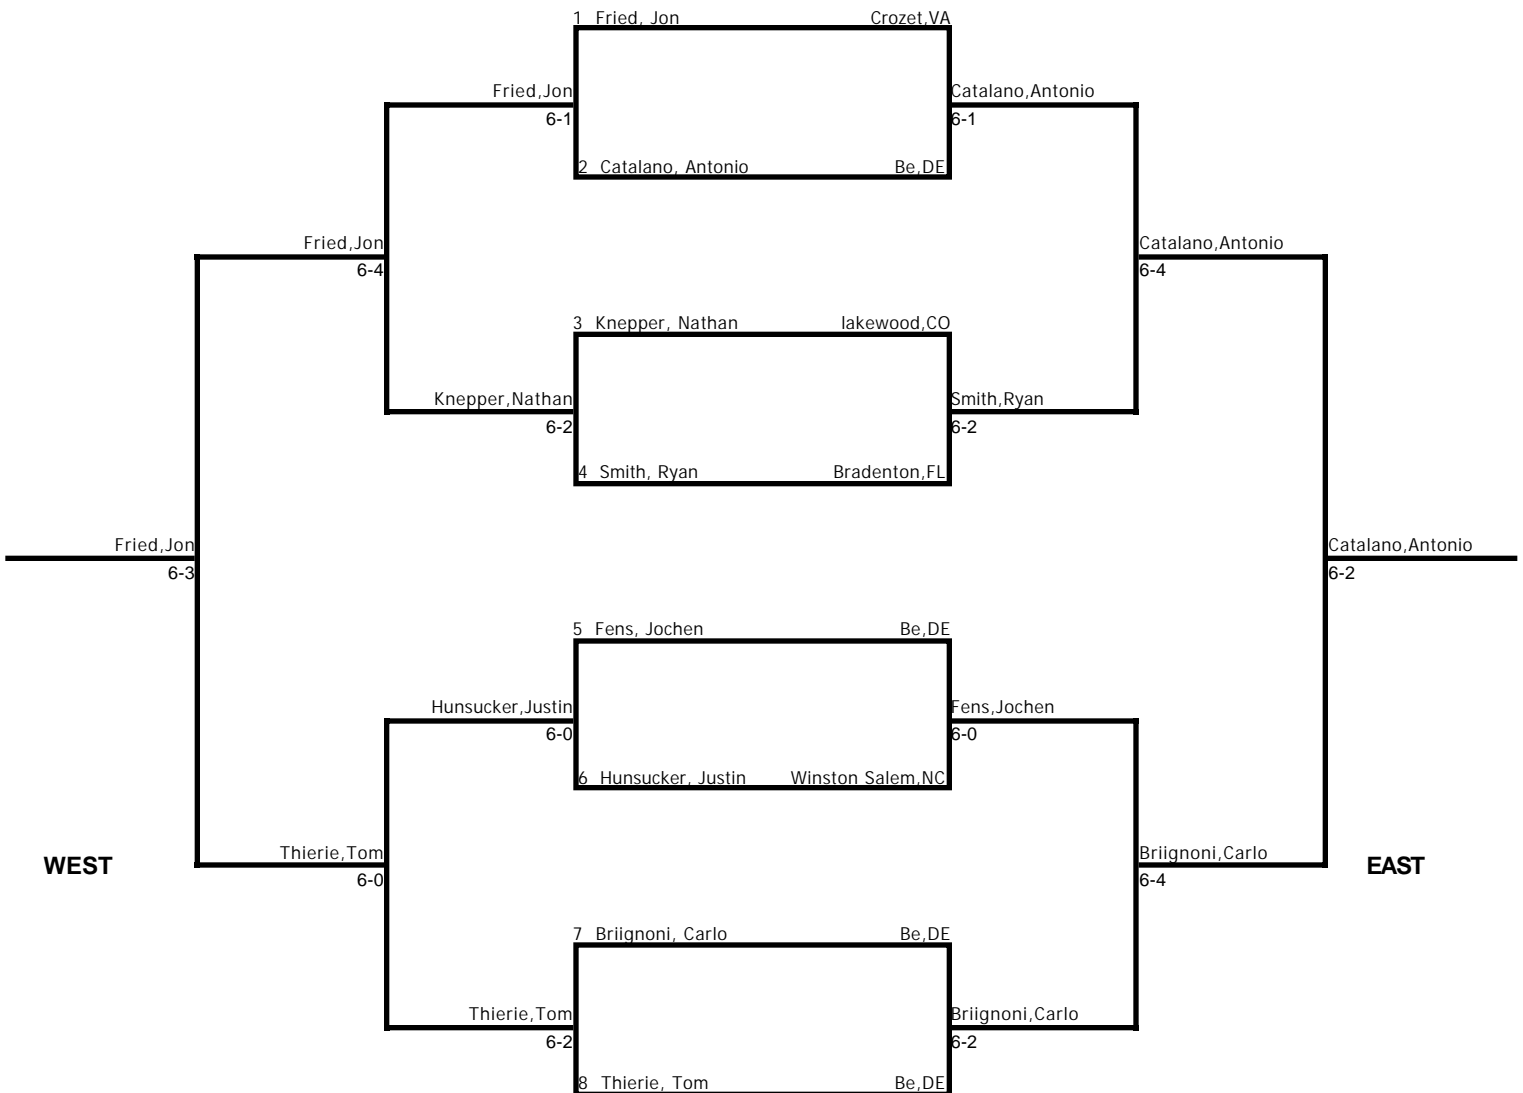 1 Fried, Jon Crozet,VA
Fried,Jon Catalano,Antonio
6-1 6-1
2 Catalano, Antonio Be,DE
Fried,Jon Catalano,Antonio
6-4 6-4
3 Knepper, Nathan lakewood,CO
Knepper,Nathan Smith,Ryan
6-2 6-2
4 Smith, Ryan Bradenton,FL
Fried,Jon Catalano,Antonio
6-3 6-2
5 Fens, Jochen Be,DE
Hunsucker,Justin Fens,Jochen
6-0 6-0
6 Hunsucker, Justin Winston Salem,NC
Thierie,Tom Briignoni,Carlo
WEST EAST
6-0 6-4
7 Briignoni, Carlo Be,DE
Thierie,Tom Briignoni,Carlo
6-2 6-2
8 Thierie, Tom Be,DE